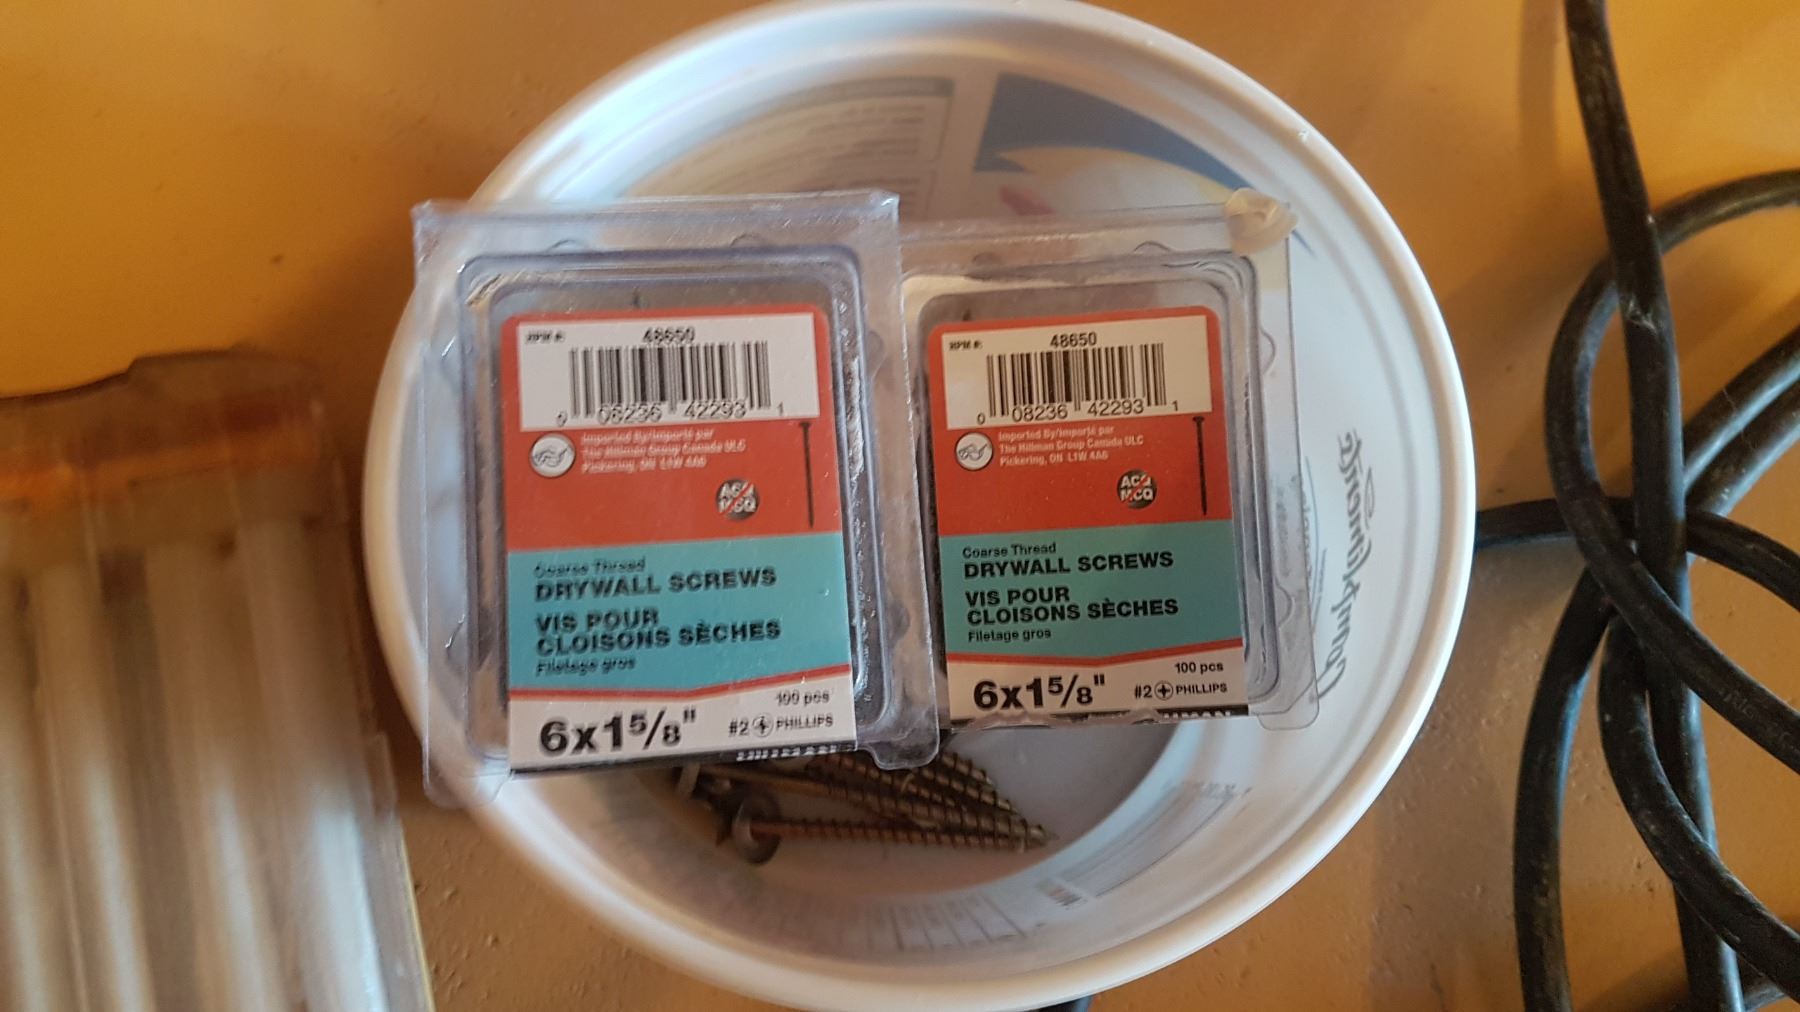 RPM #: 48650
0 08236 42293 1
Imported By/Importé par
The Hillman Group Canada ULC
Pickering, ON L1W 4A6
ACQ
MCQ
Coarse Thread
DRYWALL SCREWS
VIS POUR
CLOISONS SÈCHES
Filetage gros
100 pcs
6x1⅝"
#2 PHILLIPS
RPM #: 48650
0 08236 42293 1
Imported By/Importé par
The Hillman Group Canada ULC
Pickering, ON L1W 4A6
ACQ
MCQ
Coarse Thread
DRYWALL SCREWS
VIS POUR
CLOISONS SÈCHES
Filetage gros
100 pcs
6x1⅝"
#2 PHILLIPS